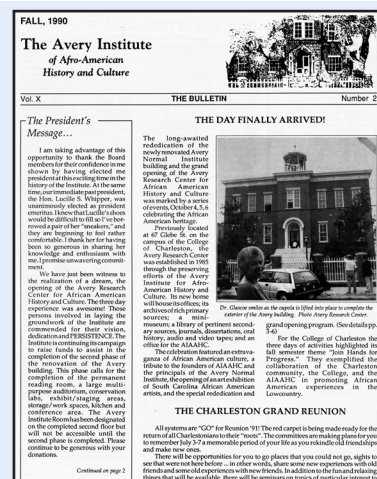 FALL, 1990
The Avery Institute
of Afro-American
History and Culture
Vol. X
THE BULLETIN
Number 2
The President's
Message...
I am taking advantage of this
opportunity to thank the Board
members for their confidence in me
shown by having elected me
president at this exciting time in the
history of the Institute. At the same
time, our immediate past president,
the Hon. Lucille S. Whipper, was
unanimously elected as president
emeritus. I knew that Lucille's shoes
would be difficult to fill so I've bor-
rowed a pair of her "sneakers," and
they are beginning to feel rather
comfortable. I thank her for having
been so generous in sharing her
knowledge and enthusiasm with
me. I promise unwavering commit-
ment.
We have just been witness to
the realization of a dream, the
opening of the Avery Research
Center for African American
History and Culture. The three day
experience was awesome! Those
persons involved in laying the
groundwork of the Institute are
commended for their vision,
dedication and PERSISTENCE. The
Institute is continuing its campaign
to raise funds to assist in the
completion of the second phase of
the renovation of the Avery
building. This phase calls for the
completion of the permanent
reading room, a large multi-
purpose auditorium, conservation
labs, exhibit/staging areas,
storage/work spaces, kitchen and
conference area. The Avery
Institute Room has been designated
on the completed second floor but
will not be accessible until the
second phase is completed. Please
continue to be generous with your
donations.
Continued on page 2
THE DAY FINALLY ARRIVED!
The long-awaited
rededication of the
newly renovated Avery
Normal Institute
building and the grand
opening of the Avery
Research Center for
African American
History and Culture
was marked by a series
of events, October 4, 5, 6
celebrating the African
American heritage.
Previously located
at 67 Glebe St. on the
campus of the College
of Charleston, the
Avery Research Center
was established in 1985
through the preserving
efforts of the Avery
Institute for Afro-
American History and
Culture. Its new home
will house its offices; its
archives of rich primary
sources; a mini-
museum; a library of pertinent second-
ary sources, journals, dissertations, oral
history, audio and video tapes; and an
office for the AIAAHC.
The celebration featured an extrava-
ganza of African American culture, a
tribute to the founders of AIAAHC and
the principals of the Avery Normal
Institute, the opening of an art exhibition
of South Carolina African American
artists, and the special rededication and
Dr. Glascoe smiles as the cupola is lifted into place to complete the
exterior of the Avery building. Photo Avery Research Center.
grand opening program. (See details pp.
3-6)
For the College of Charleston the
three days of activities highlighted its
fall semester theme "Join Hands for
Progress." They exemplified the
collaboration of the Charleston
community, the College, and the
AIAAHC in promoting African
American experiences in the
Lowcountry.
THE CHARLESTON GRAND REUNION
All systems are "GO" for Reunion '91! The red carpet is being made ready for the
return of all Charlestonians to their "roots". The committees are making plans for you
to remember July 3-7 a memorable period of your life as you rekindle old friendships
and make new ones.
There will be opportunities for you to go places that you could not go, sights to
see that were not here before ... in other words, share some new experiences with old
friends and some old experiences with new friends. In addition to the fun and relaxing
things that will be available, there will be seminars on topics of particular interest to